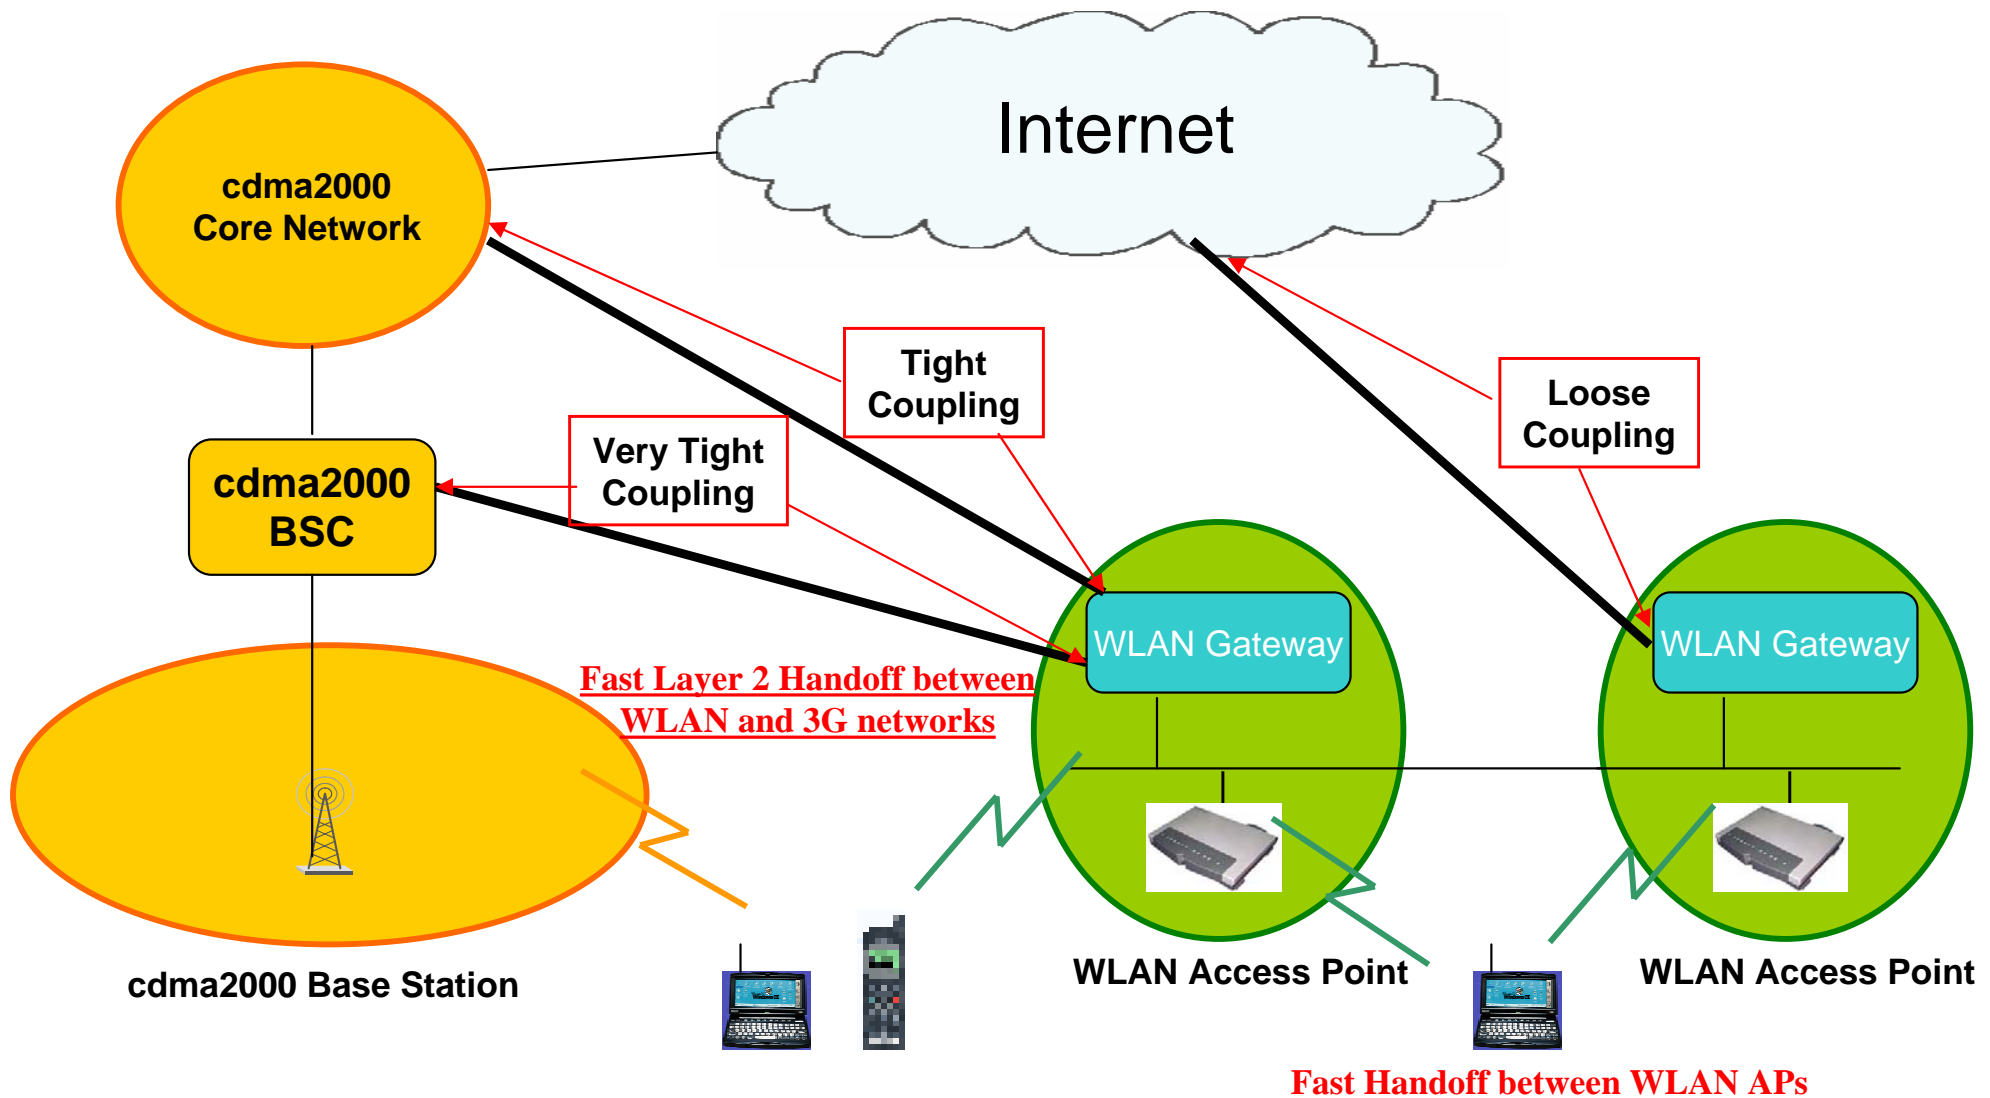 Internet
cdma2000
Core Network
Tight
Coupling
Loose
Coupling
Very Tight
Coupling
cdma2000
BSC
WLAN Gateway
WLAN Gateway
Fast Layer 2 Handoff between
WLAN and 3G networks
cdma2000 Base Station
WLAN Access Point
WLAN Access Point
Fast Handoff between WLAN APs